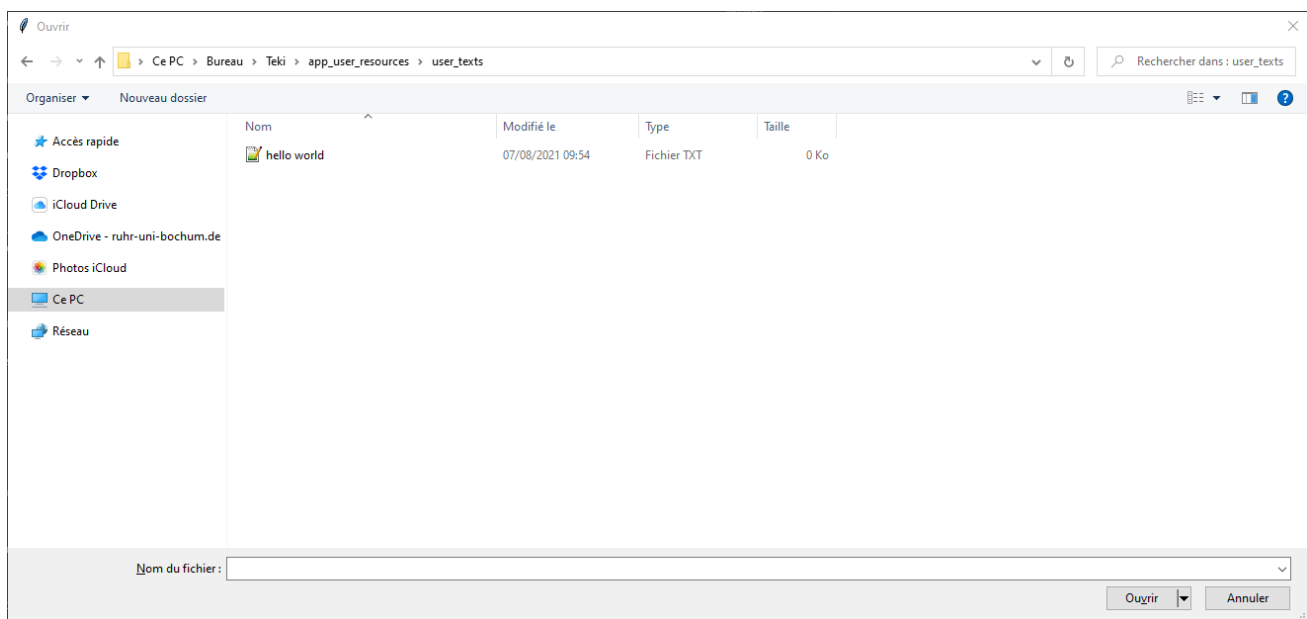 Ouvrir
Ce PC > Bureau > Teki > app_user_resources > user_texts
Rechercher dans : user_texts
Organiser
Nouveau dossier
Nom
Modifié le
Type
Taille
Accès rapide
hello world
07/08/2021 09:54
Fichier TXT
0 Ko
Dropbox
iCloud Drive
OneDrive - ruhr-uni-bochum.de
Photos iCloud
Ce PC
Réseau
Nom du fichier :
Ouvrir
Annuler